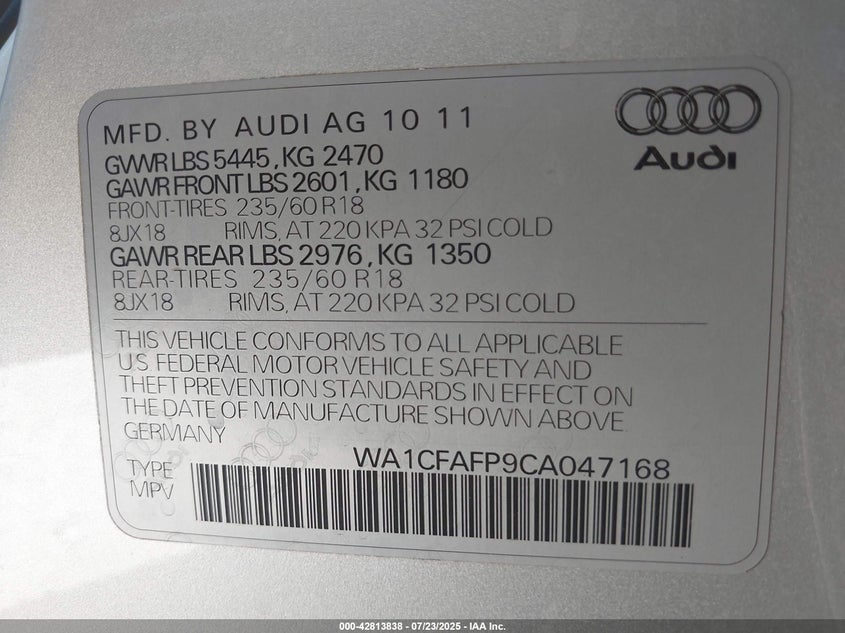 MFD. BY AUDI AG 10 11
Audi
GVWR LBS 5445, KG 2470
GAWR FRONT LBS 2601, KG 1180
FRONT-TIRES 235/60 R18
8JX18 RIMS, AT 220 KPA 32 PSI COLD
GAWR REAR LBS 2976, KG 1350
REAR-TIRES 235/60 R18
8JX18 RIMS, AT 220 KPA 32 PSI COLD
THIS VEHICLE CONFORMS TO ALL APPLICABLE
U.S. FEDERAL MOTOR VEHICLE SAFETY AND
THEFT PREVENTION STANDARDS IN EFFECT ON
THE DATE OF MANUFACTURE SHOWN ABOVE
GERMANY
WA1CFAFP9CA047168
TYPE
MPV
000-42813838 - 07/23/2025 - IAA Inc.